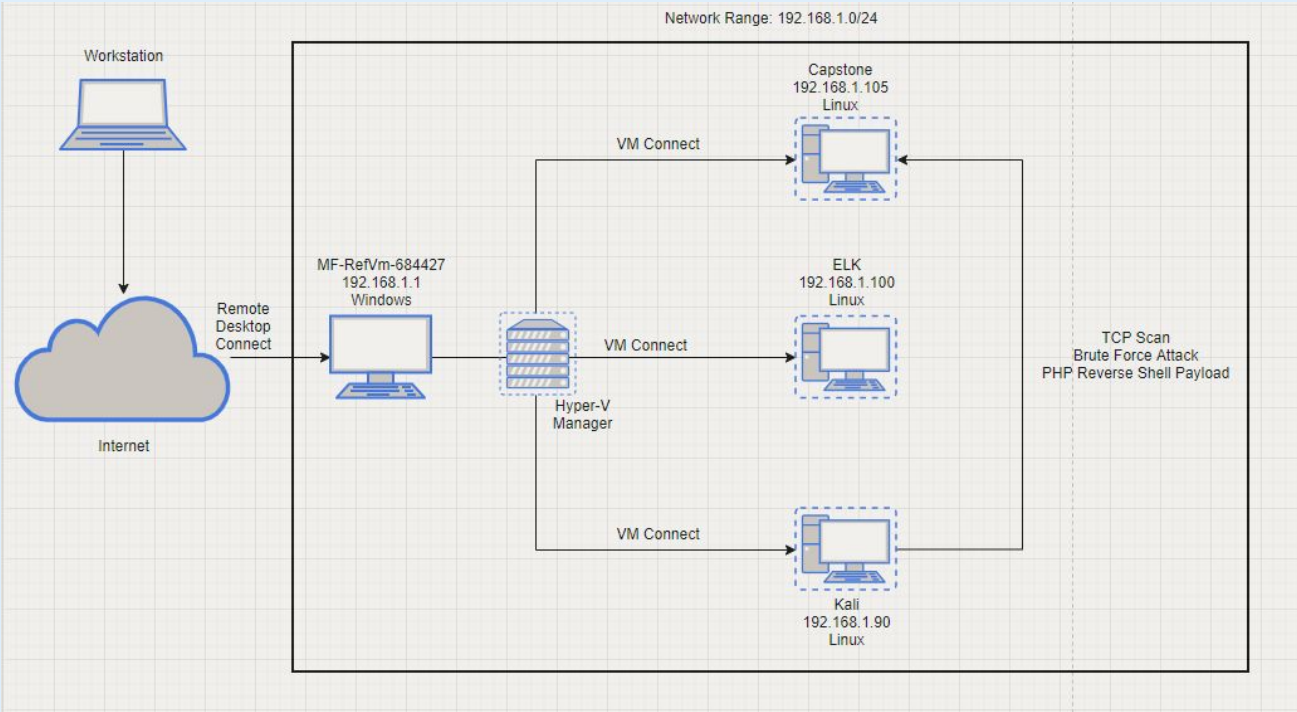 Network Range: 192.168.1.0/24
Workstation
Capstone
192.168.1.105
Linux
VM Connect
MF-RefVm-684427
192.168.1.1
Windows
ELK
192.168.1.100
Linux
Remote
Desktop
Connect
VM Connect
TCP Scan
Brute Force Attack
PHP Reverse Shell Payload
Hyper-V
Manager
Internet
VM Connect
Kali
192.168.1.90
Linux